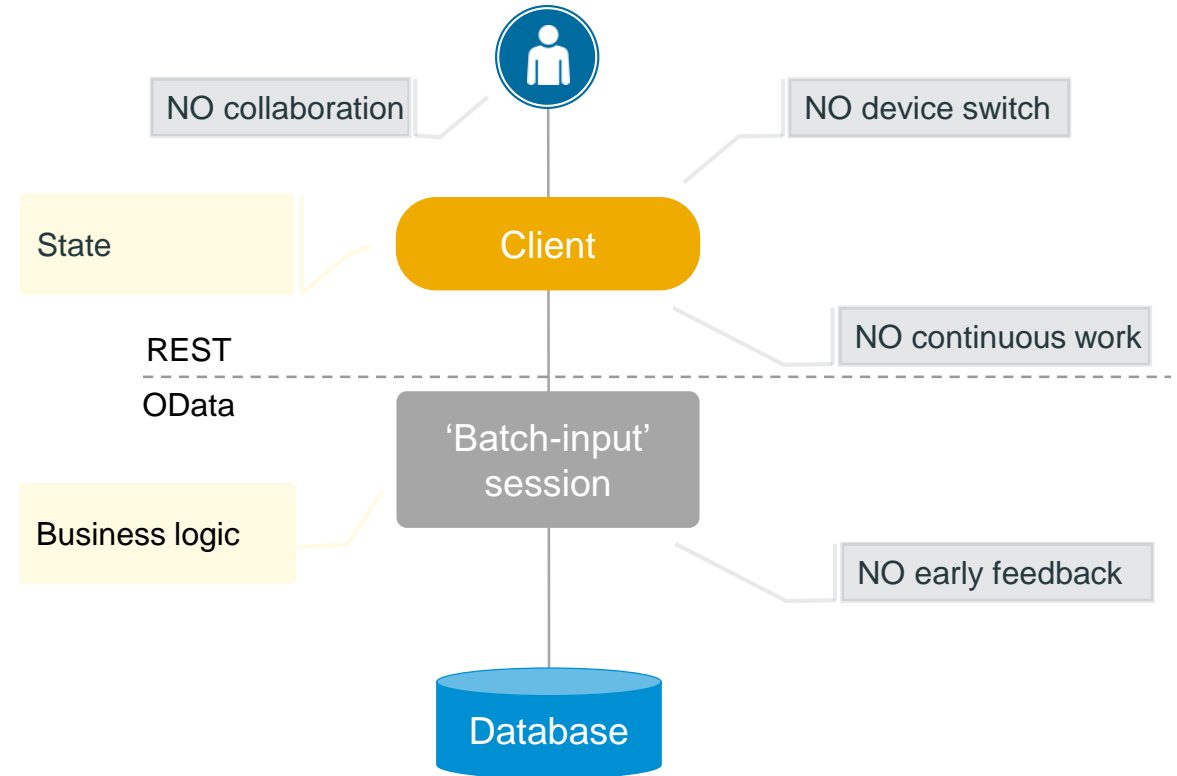 NO collaboration
NO device switch
State
Client
NO continuous work
REST
OData
‘Batch-input’
session
Business logic
NO early feedback
Database